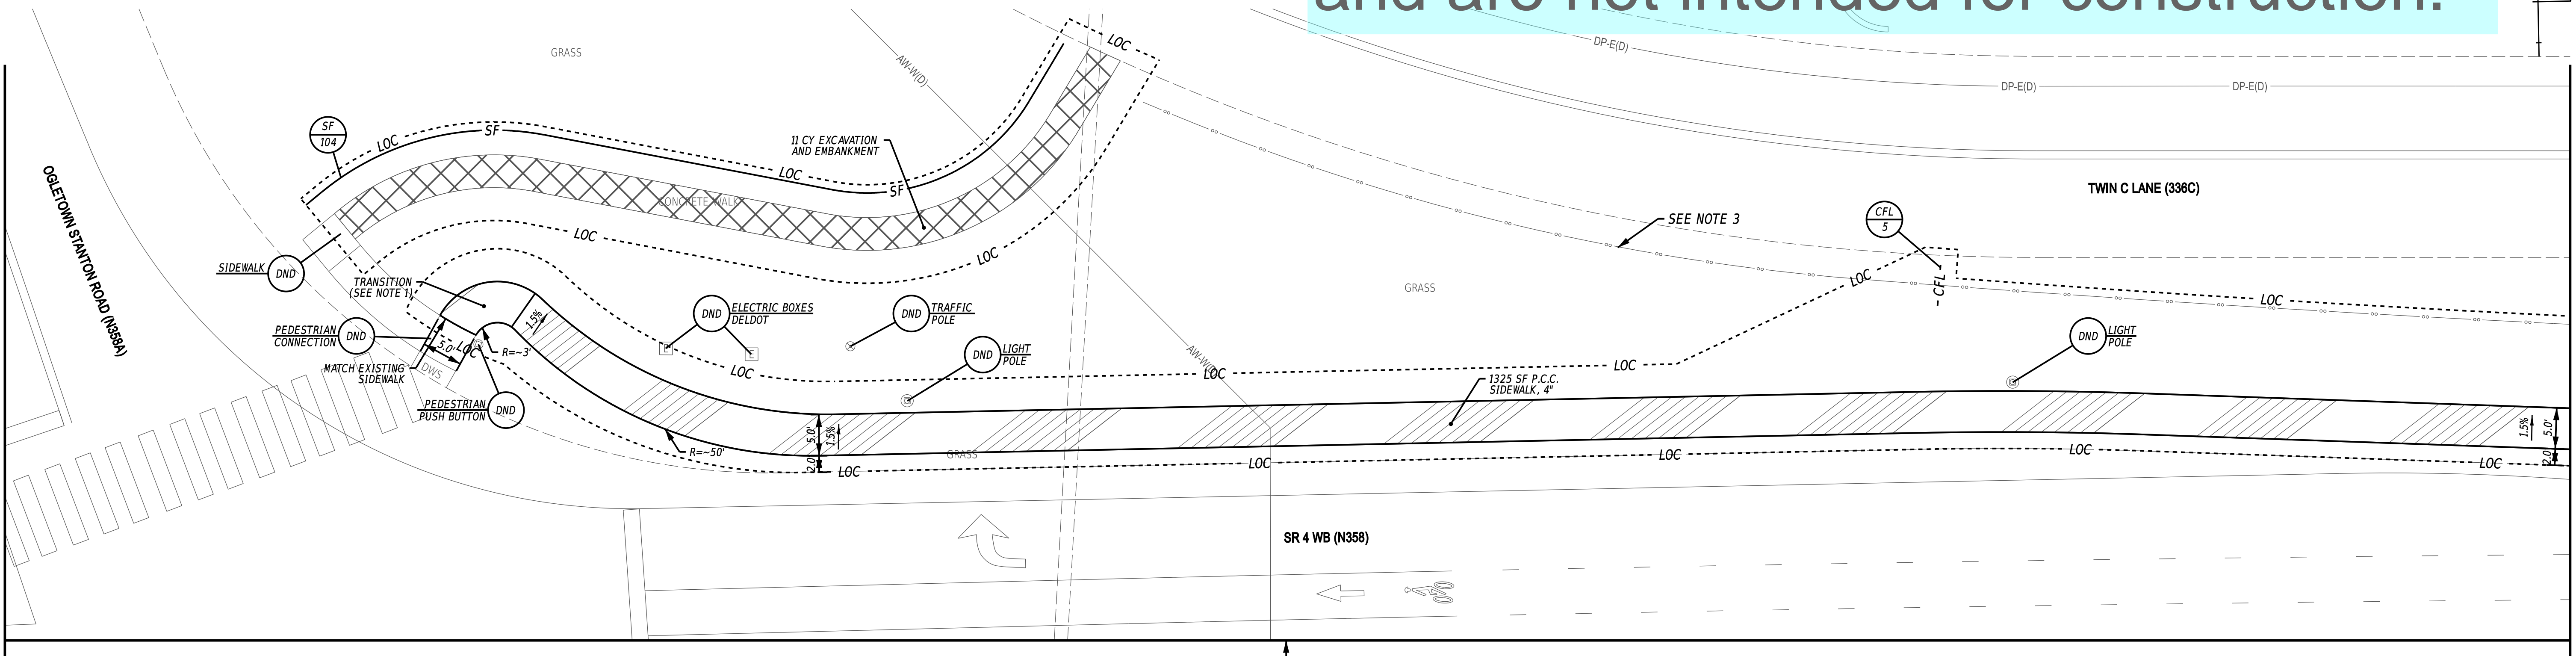 and are not intended for construction.
GRASS
LOC
AW-W(D)
DP-E(D)
DP-E(D)
DP-E(D)
SF
104
LOC
SF
11 CY EXCAVATION
AND EMBANKMENT
LOC
SF
CONCRETE WALK
OGLETOWN STANTON ROAD (N358A)
TWIN C LANE (336C)
SEE NOTE 3
CFL
5
LOC
LOC
SIDEWALK
DND
TRANSITION
(SEE NOTE 1)
GRASS
LOC
CFL
LOC
DND
ELECTRIC BOXES
DELDOT
DND
TRAFFIC
POLE
PEDESTRIAN
CONNECTION
DND
1.5%
5.0'
LOC
R=~3'
DND
LIGHT
POLE
DND
LIGHT
POLE
MATCH EXISTING
SIDEWALK
DWS
LOC
AW-W(D)
LOC
LOC
E
E
PEDESTRIAN
PUSH BUTTON
DND
1325 SF P.C.C.
SIDEWALK, 4"
5.0'
1.5%
2.0'
R=~50'
GRASS
LOC
LOC
LOC
LOC
LOC
1.5%
5.0'
2.0'
SR 4 WB (N358)